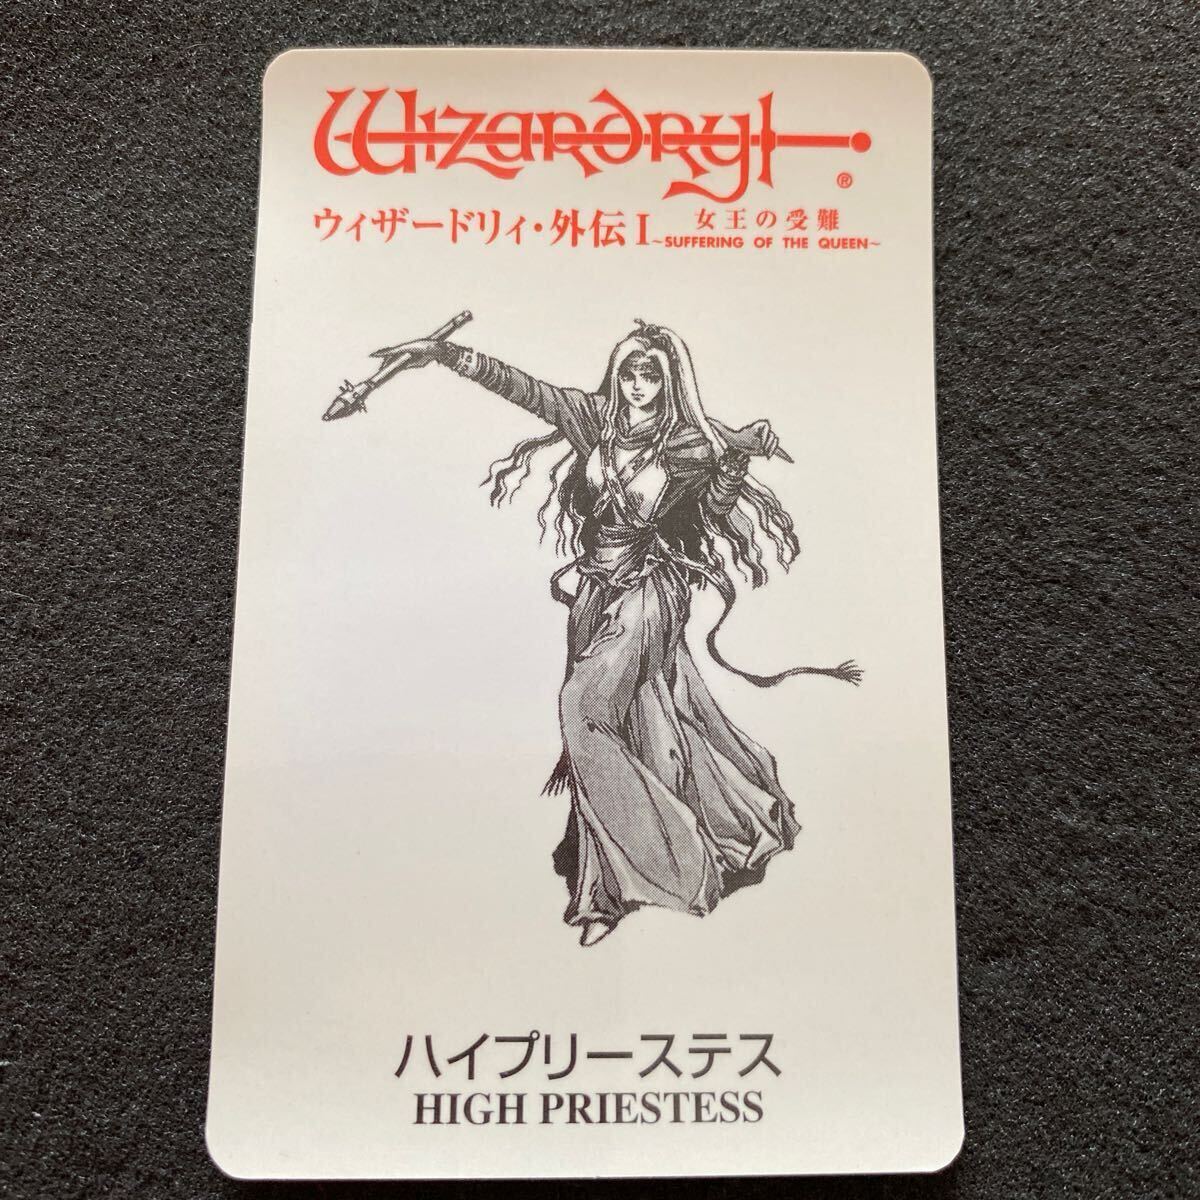 Wizardry ®
ウィザードリィ・外伝 I 女王の受難
~SUFFERING OF THE QUEEN~
ハイプリーステス
HIGH PRIESTESS